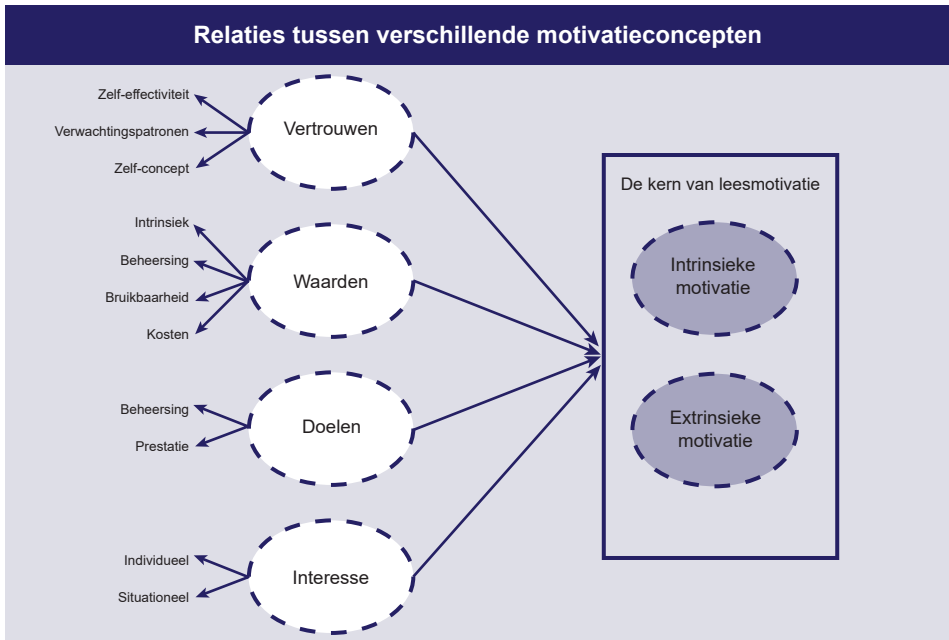 Relaties tussen verschillende motivatieconcepten
Zelf-effectiviteit
Verwachtingspatronen
Zelf-concept
Vertrouwen
Intrinsiek
Beheersing
Bruikbaarheid
Kosten
Waarden
Beheersing
Prestatie
Doelen
Individueel
Situationeel
Interesse
De kern van leesmotivatie
Intrinsieke
motivatie
Extrinsieke
motivatie